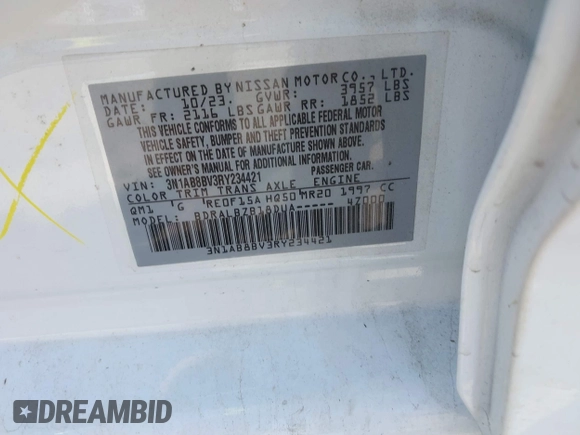 MANUFACTURED BY NISSAN MOTOR CO., LTD.
DATE: 10/23. GVWR: 3957 LBS
GAWR FR: 2116 LBS GAWR RR: 1852 LBS
THIS VEHICLE CONFORMS TO ALL APPLICABLE FEDERAL MOTOR
VEHICLE SAFETY, BUMPER AND THEFT PREVENTION STANDARDS
IN EFFECT ON THE DATE OF MANUFACTURE SHOWN ABOVE.
SEE OWNER'S MANUAL FOR ADDITIONAL INFORMATION.
VIN: 3N1AB8BV3RY234421 PASSENGER CAR.
COLOR TRIM TRANS AXLE ENGINE
QM1 G RE0F15A HQ50 MR20 1997 CC
MODEL: BDRALBZB18DUA----- 4Z000
3N1AB8BV3RY234421
DREAMBID